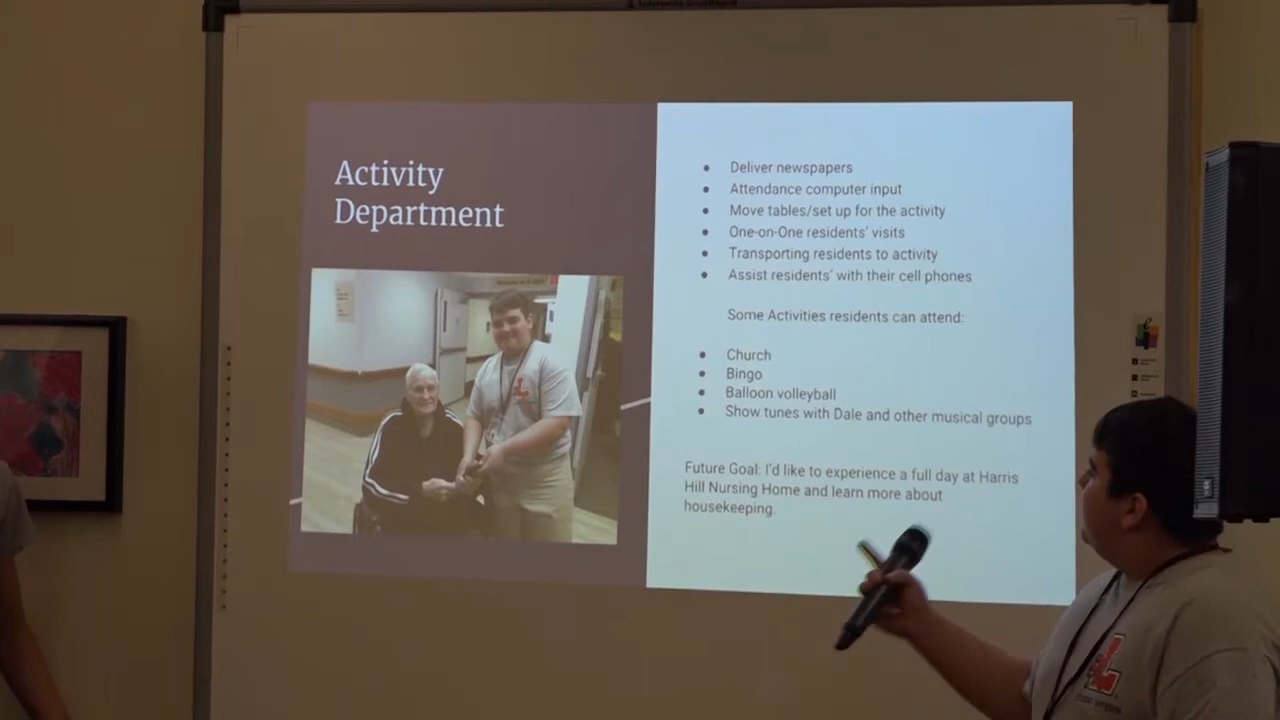 Activity
Department
Deliver newspapers
Attendance computer input
Move tables/set up for the activity
One-on-One residents' visits
Transporting residents to activity
Assist residents' with their cell phones
Some Activities residents can attend:
Church
Bingo
Balloon volleyball
Show tunes with Dale and other musical groups
Future Goal: I'd like to experience a full day at Harris
Hill Nursing Home and learn more about
housekeeping.
L